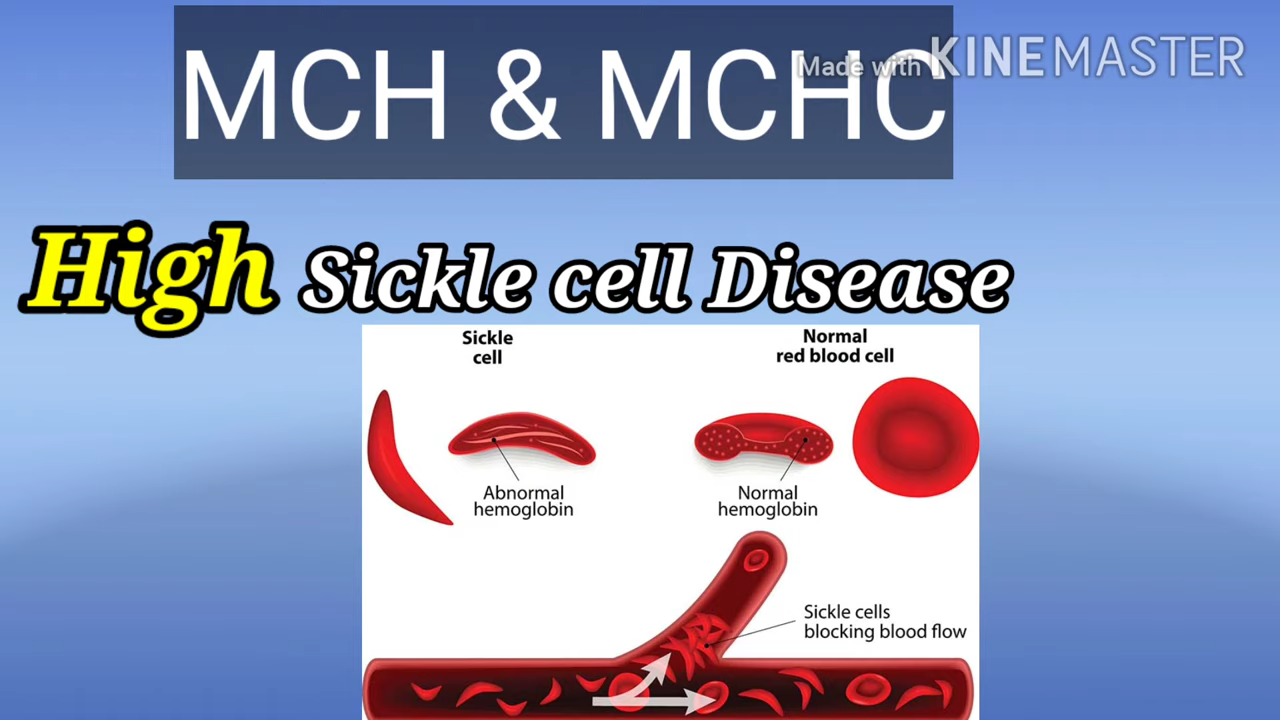 MCH & MCHC
Made with KINEMASTER
High Sickle cell Disease
Sickle
cell
Normal
red blood cell
Abnormal
hemoglobin
Normal
hemoglobin
Sickle cells
blocking blood flow